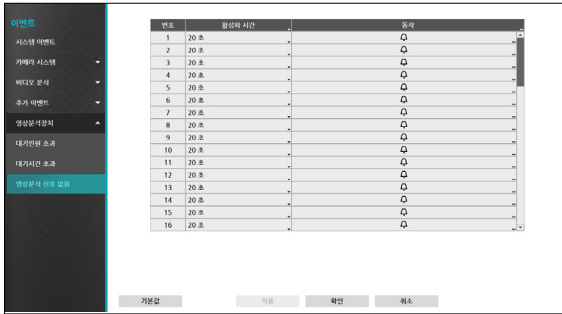 이벤트
시스템 이벤트
카메라 시스템
비디오 분석
추가 이벤트
영상분석장치
대기인원 초과
대기시간 초과
영상분석 신호 없음
번호 활성화 시간 동작
1 20 초
2 20 초
3 20 초
4 20 초
5 20 초
6 20 초
7 20 초
8 20 초
9 20 초
10 20 초
11 20 초
12 20 초
13 20 초
14 20 초
15 20 초
16 20 초
기본값 적용 확인 취소